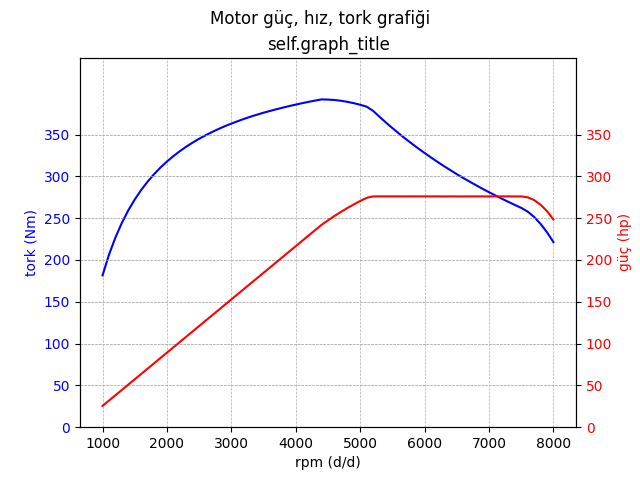 Motor güç, hız, tork grafiği
self.graph_title
350
300
250
200
150
100
50
0
tork (Nm)
350
300
250
200
150
100
50
0
güç (hp)
1000 2000 3000 4000 5000 6000 7000 8000
rpm (d/d)